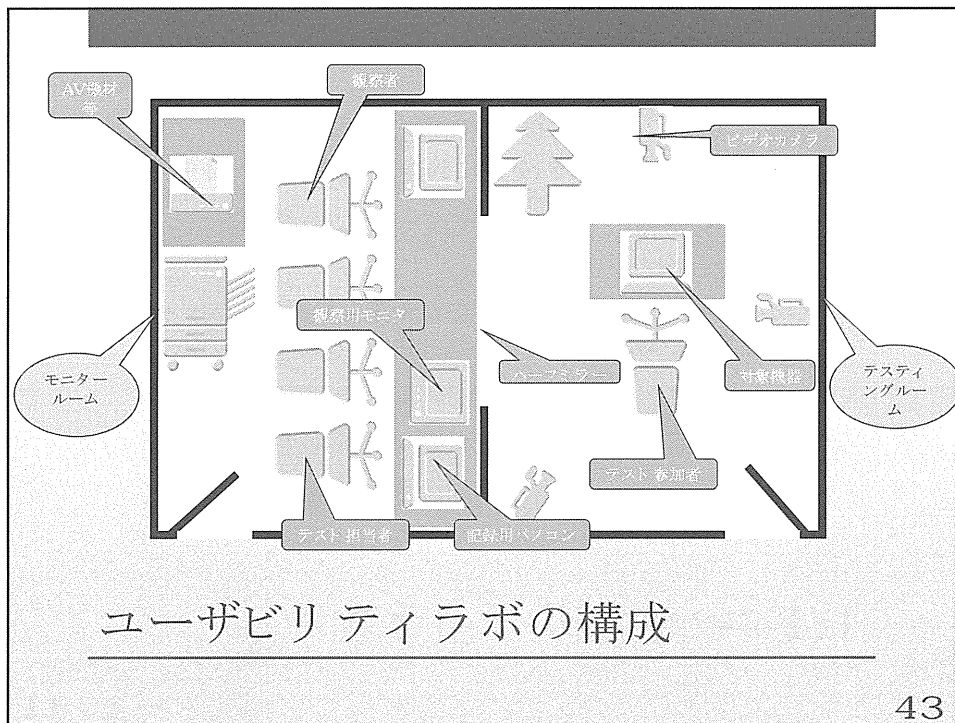 AV機材
等
観察者
ビデオカメラ
観察用モニタ
モニター
ルーム
ハーフミラー
対象機器
テスティ
ングルー
ム
テスト参加者
テスト担当者
記録用パソコン
ユーザビリティラボの構成
43